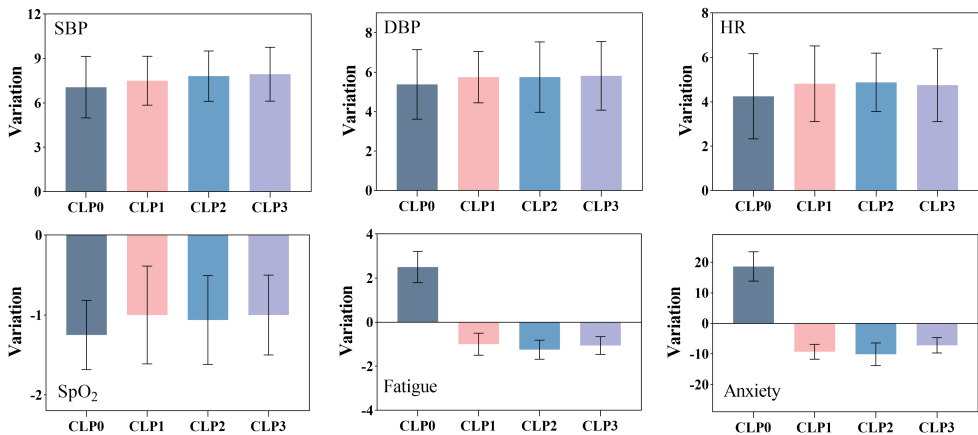 SBP
Variation
12
9
6
3
0
CLP0 CLP1 CLP2 CLP3
DBP
Variation
8
6
4
2
0
CLP0 CLP1 CLP2 CLP3
HR
Variation
8
6
4
2
0
CLP0 CLP1 CLP2 CLP3
SpO₂
Variation
0
-1
-2
CLP0 CLP1 CLP2 CLP3
Fatigue
Variation
4
2
0
-2
-4
CLP0 CLP1 CLP2 CLP3
Anxiety
Variation
20
10
0
-10
-20
CLP0 CLP1 CLP2 CLP3